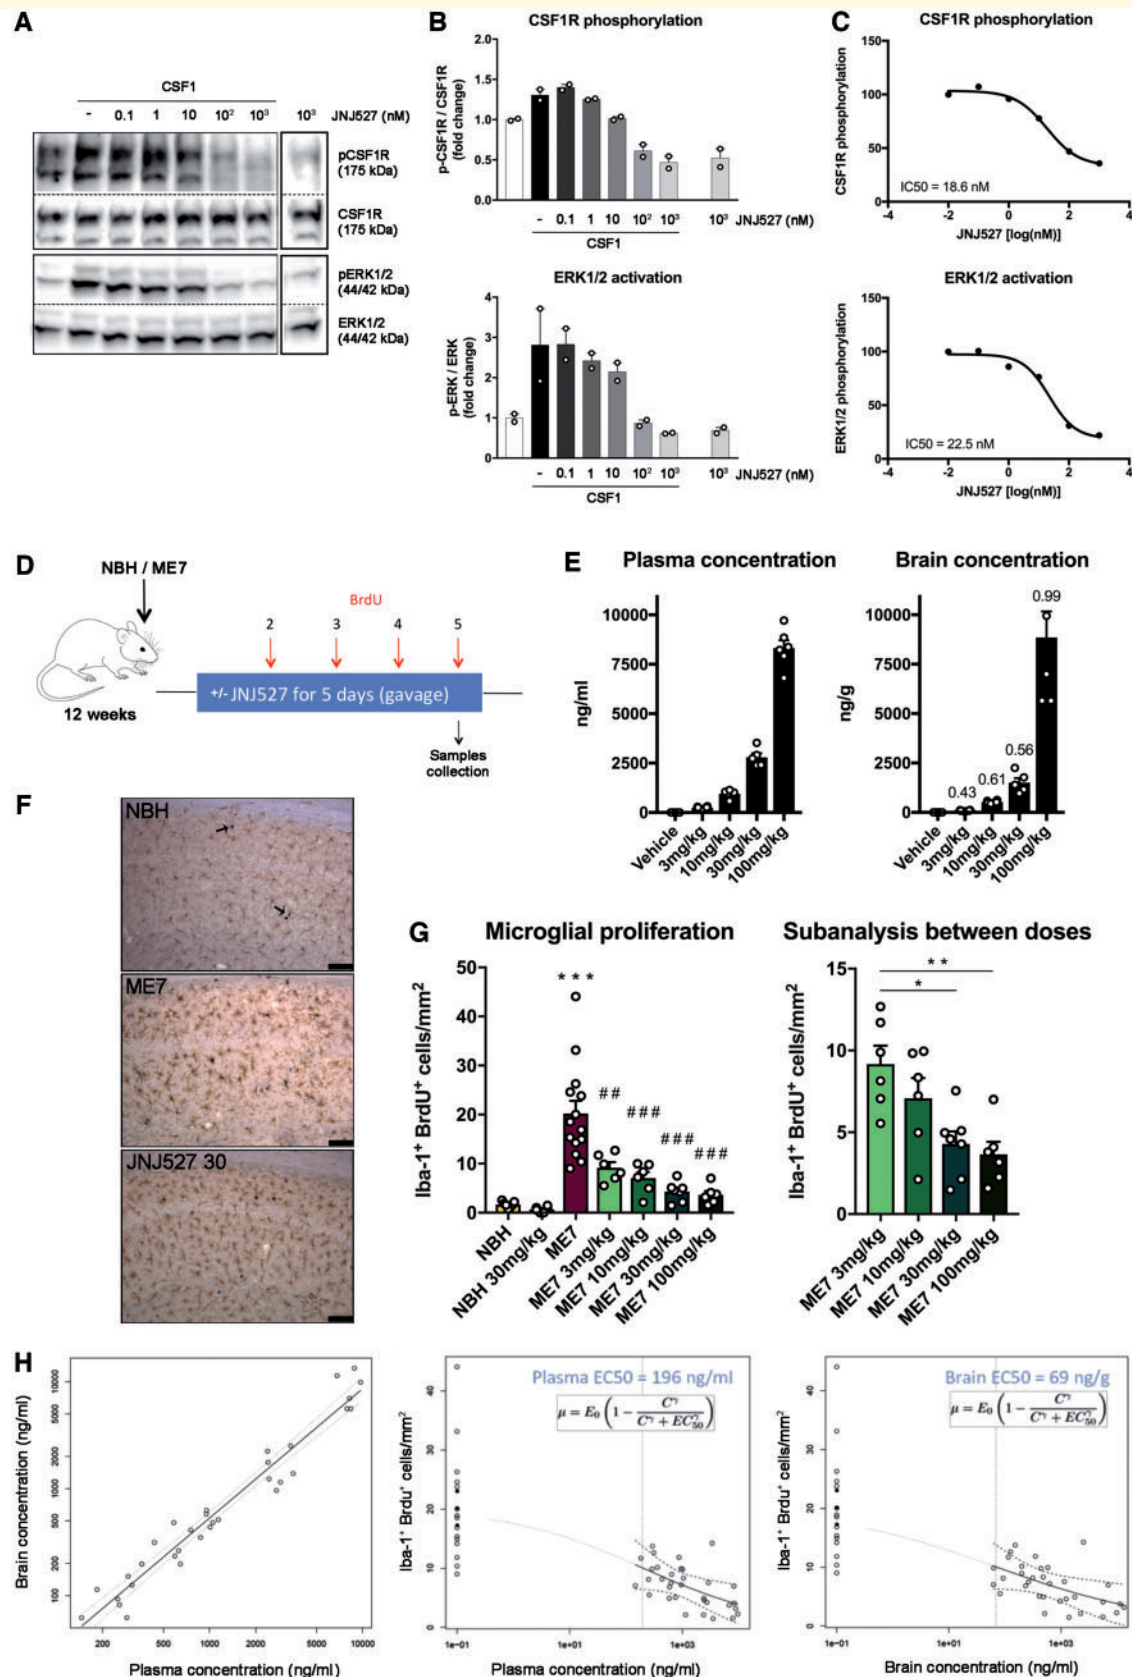 A
CSF1
- 0.1 1 10 10² 10³ 10³ JNJ527 (nM)
pCSF1R
(175 kDa)
CSF1R
(175 kDa)
pERK1/2
(44/42 kDa)
ERK1/2
(44/42 kDa)
B
CSF1R phosphorylation
p-CSF1R / CSF1R
(fold change)
2.0
1.5
1.0
0.5
0.0
- 0.1 1 10 10² 10³ 10³ JNJ527 (nM)
CSF1
ERK1/2 activation
p-ERK / ERK
(fold change)
4
3
2
1
0
- 0.1 1 10 10² 10³ 10³ JNJ527 (nM)
CSF1
C
CSF1R phosphorylation
CSF1R phosphorylation
150
100
50
0
IC50 = 18.6 nM
-4 -2 0 2 4
JNJ527 [log(nM)]
ERK1/2 activation
ERK1/2 phosphorylation
150
100
50
0
IC50 = 22.5 nM
-4 -2 0 2 4
JNJ527 [log(nM)]
D
NBH / ME7
BrdU
2 3 4 5
+/- JNJ527 for 5 days (gavage)
12 weeks
Samples
collection
E
Plasma concentration
ng/ml
10000
7500
5000
2500
0
Vehicle
3mg/kg
10mg/kg
30mg/kg
100mg/kg
Brain concentration
ng/g
10000
7500
5000
2500
0
0.43
0.61
0.56
0.99
Vehicle
3mg/kg
10mg/kg
30mg/kg
100mg/kg
F
NBH
ME7
JNJ527 30
G
Microglial proliferation
Iba-1⁺ BrdU⁺ cells/mm²
50
40
30
20
10
0
* * *
##
###
###
###
NBH
NBH 30mg/kg
ME7
ME7 3mg/kg
ME7 10mg/kg
ME7 30mg/kg
ME7 100mg/kg
Subanalysis between doses
Iba-1⁺ BrdU⁺ cells/mm²
15
10
5
0
* *
*
ME7 3mg/kg
ME7 10mg/kg
ME7 30mg/kg
ME7 100mg/kg
H
Brain concentration (ng/ml)
10000
5000
2000
1000
500
200
100
200 500 1000 2000 5000 10000
Plasma concentration (ng/ml)
Iba-1⁺ Brdu⁺ cells/mm²
40
30
20
10
0
Plasma EC50 = 196 ng/ml
μ = E₀ (1 − C^γ / (C^γ + EC₅₀^γ))
1e-01 1e+01 1e+03
Plasma concentration (ng/ml)
Iba-1⁺ Brdu⁺ cells/mm²
40
30
20
10
0
Brain EC50 = 69 ng/g
μ = E₀ (1 − C^γ / (C^γ + EC₅₀^γ))
1e-01 1e+01 1e+03
Brain concentration (ng/ml)